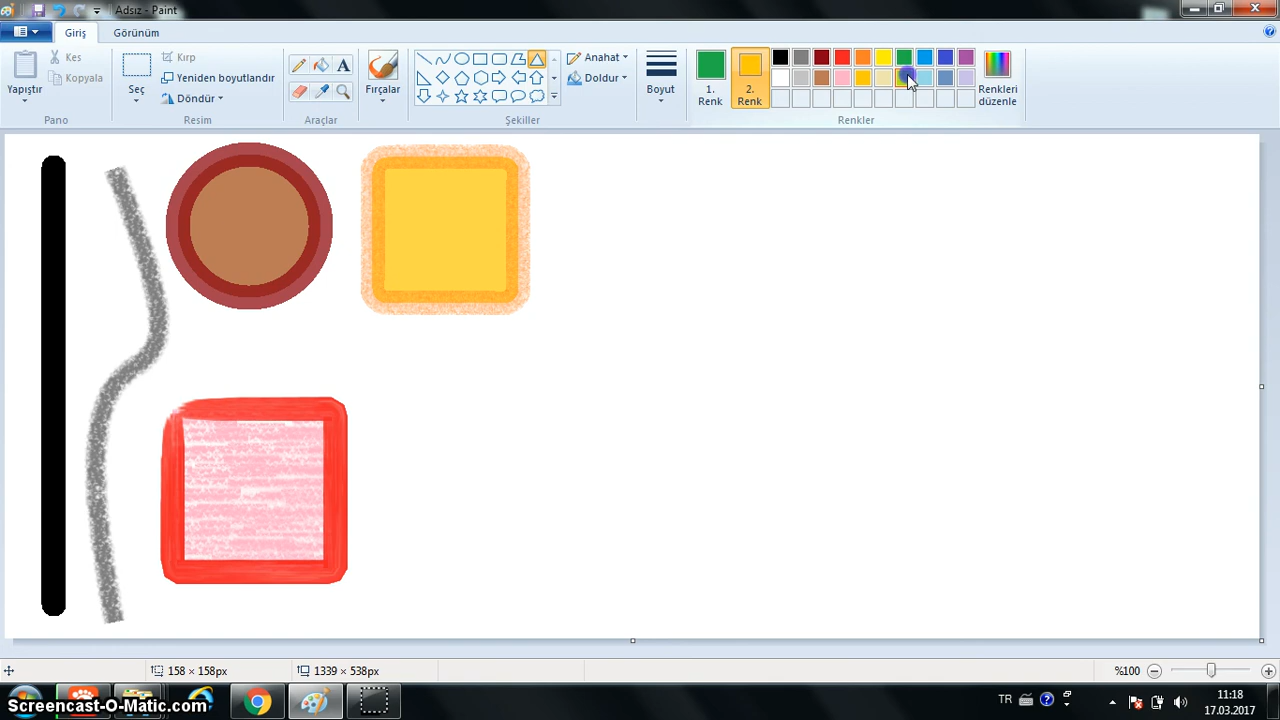 Adsız - Paint
Giriş
Görünüm
Yapıştır
Kes
Kopyala
Pano
Seç
Kırp
Yeniden boyutlandır
Döndür
Resim
A
Araçlar
Fırçalar
Anahat
Doldur
Şekiller
Boyut
1.
Renk
2.
Renk
Renkleri
düzenle
Renkler
158 × 158px
1339 × 538px
%100
TR
11:18
17.03.2017
Screencast-O-Matic.com